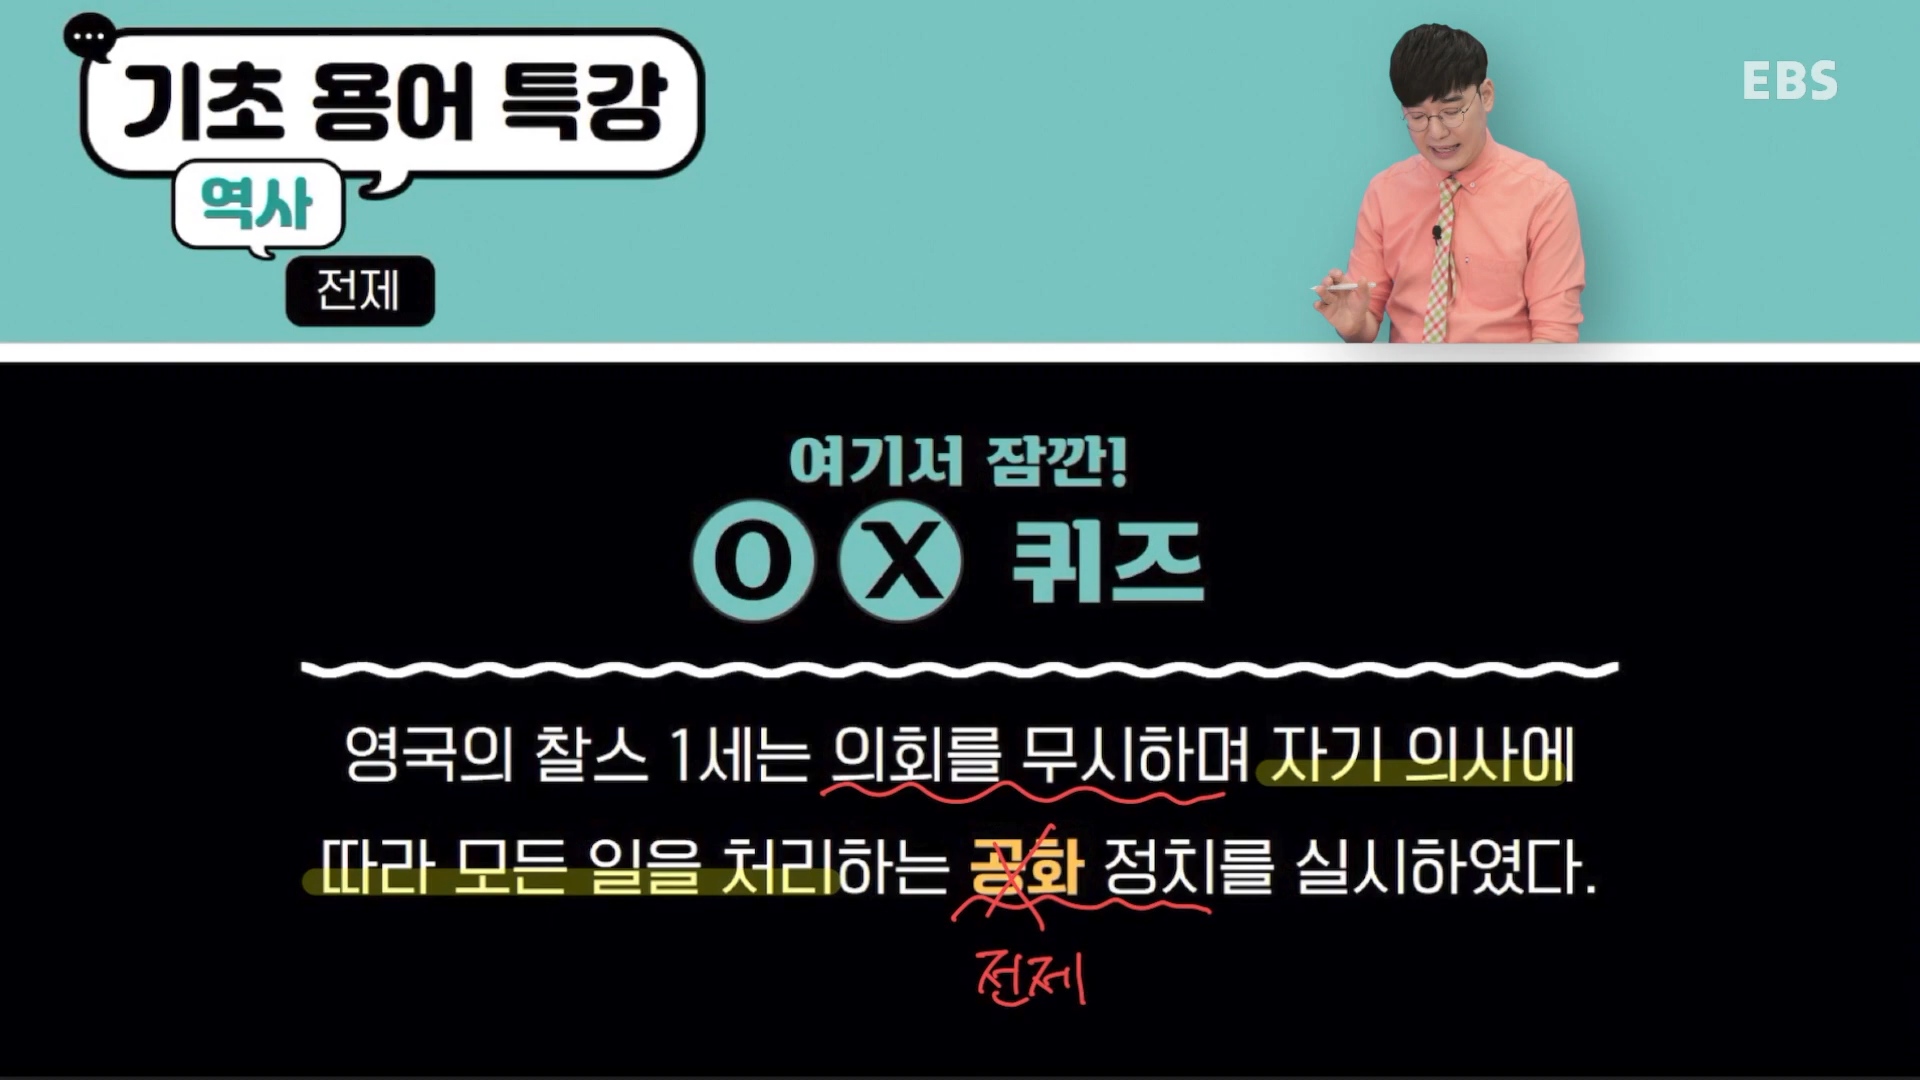 기초 용어 특강
EBS
역사
전제
여기서 잠깐!
O X 퀴즈
영국의 찰스 1세는 의회를 무시하며 자기 의사에
따라 모든 일을 처리하는 공화 정치를 실시하였다.
전제